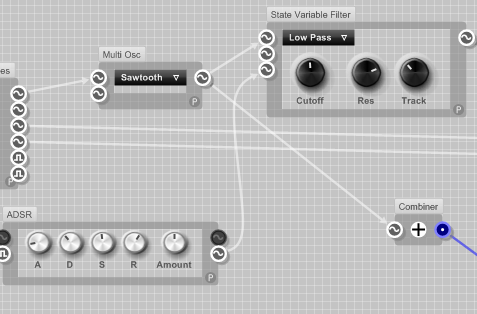 State Variable Filter
Low Pass
Cutoff Res Track
P
Multi Osc
Sawtooth
P
es
P
Combiner
ADSR
A D S R Amount
P